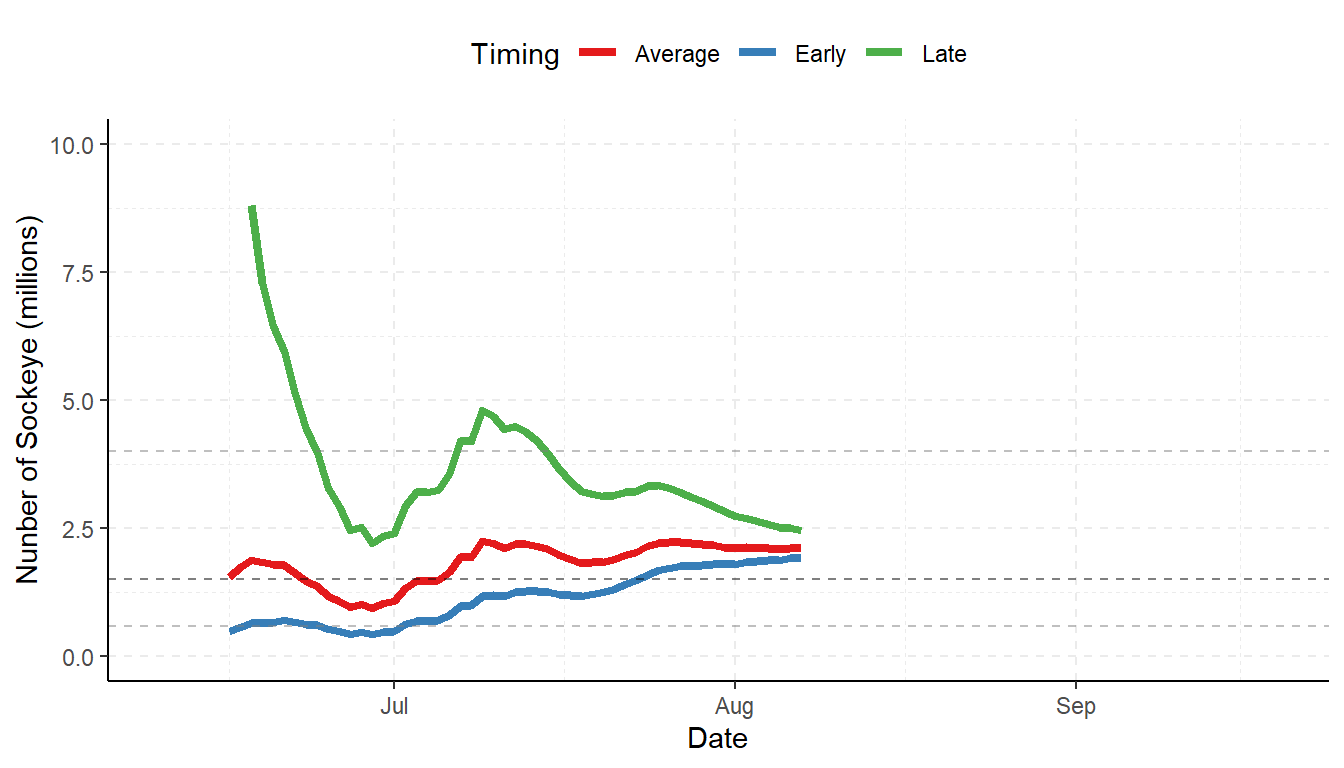 Timing Average Early Late
10.0
7.5
5.0
2.5
0.0
Nunber of Sockeye (millions)
Jul Aug Sep
Date